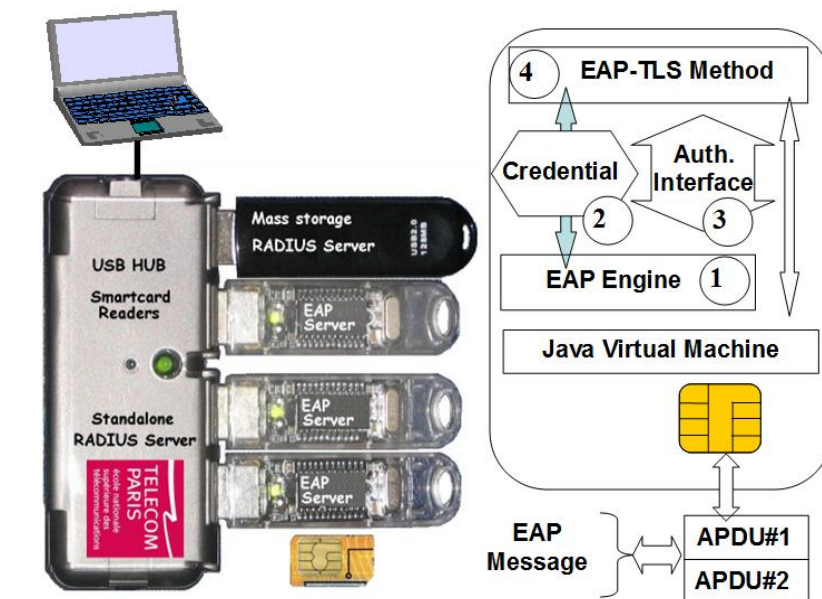 Mass storage
RADIUS Server
USB2.0
128MB
USB HUB
Smartcard
Readers
EAP
Server
EAP
Server
Standalone
RADIUS Server
EAP
Server
TELECOM
PARIS
école nationale
supérieure des
télécommunications
4
EAP-TLS Method
Credential
2
Auth.
Interface
3
EAP Engine
1
Java Virtual Machine
EAP
Message
APDU#1
APDU#2